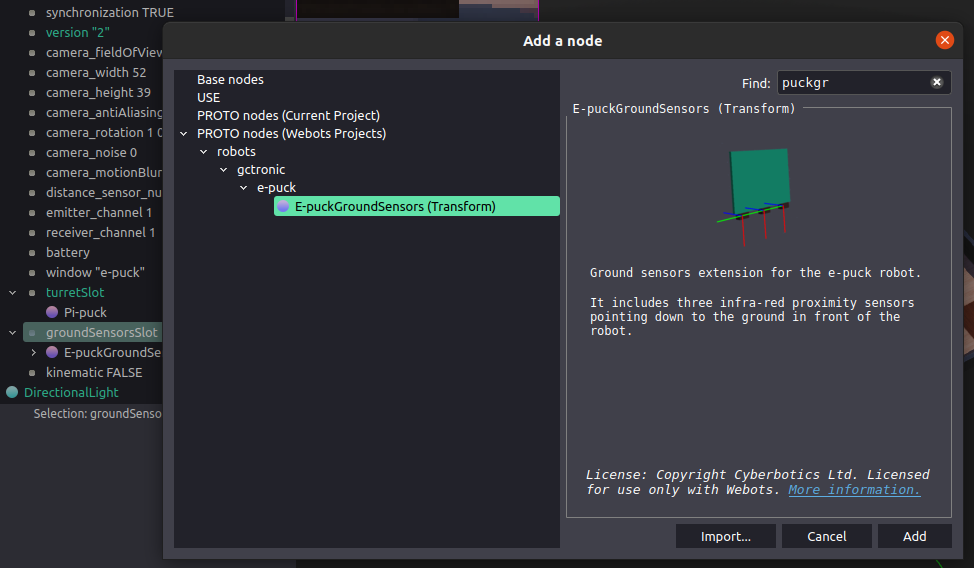 synchronization TRUE
version "2"
camera_fieldOfView
camera_width 52
camera_height 39
camera_antiAliasing
camera_rotation 1 0
camera_noise 0
camera_motionBlur
distance_sensor_nu
emitter_channel 1
receiver_channel 1
battery
window "e-puck"
turretSlot
Pi-puck
groundSensorsSlot
E-puckGroundSe
kinematic FALSE
DirectionalLight
Selection: groundSenso
Add a node
Base nodes
USE
PROTO nodes (Current Project)
PROTO nodes (Webots Projects)
robots
gctronic
e-puck
E-puckGroundSensors (Transform)
Find: puckgr
E-puckGroundSensors (Transform)
Ground sensors extension for the e-puck robot.
It includes three infra-red proximity sensors
pointing down to the ground in front of the
robot.
License: Copyright Cyberbotics Ltd. Licensed
for use only with Webots. More information.
Import...
Cancel
Add